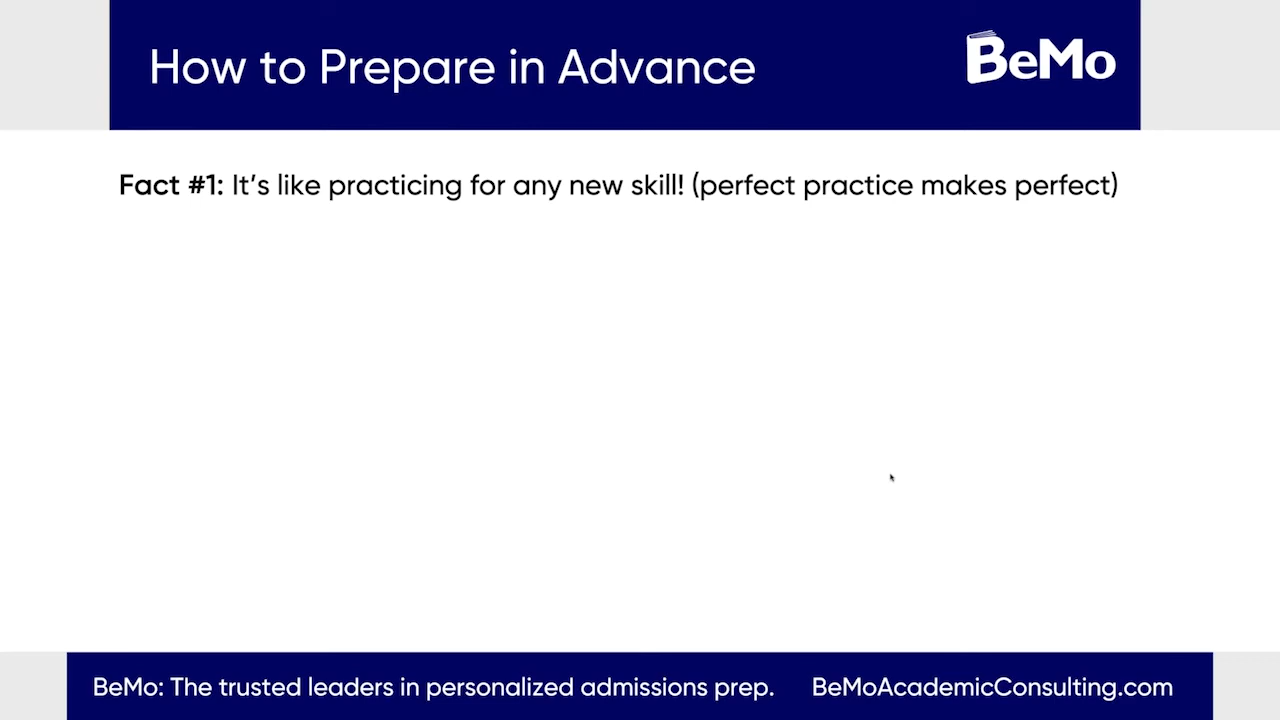 How to Prepare in Advance
BeMo
Fact #1: It’s like practicing for any new skill! (perfect practice makes perfect)
BeMo: The trusted leaders in personalized admissions prep. BeMoAcademicConsulting.com